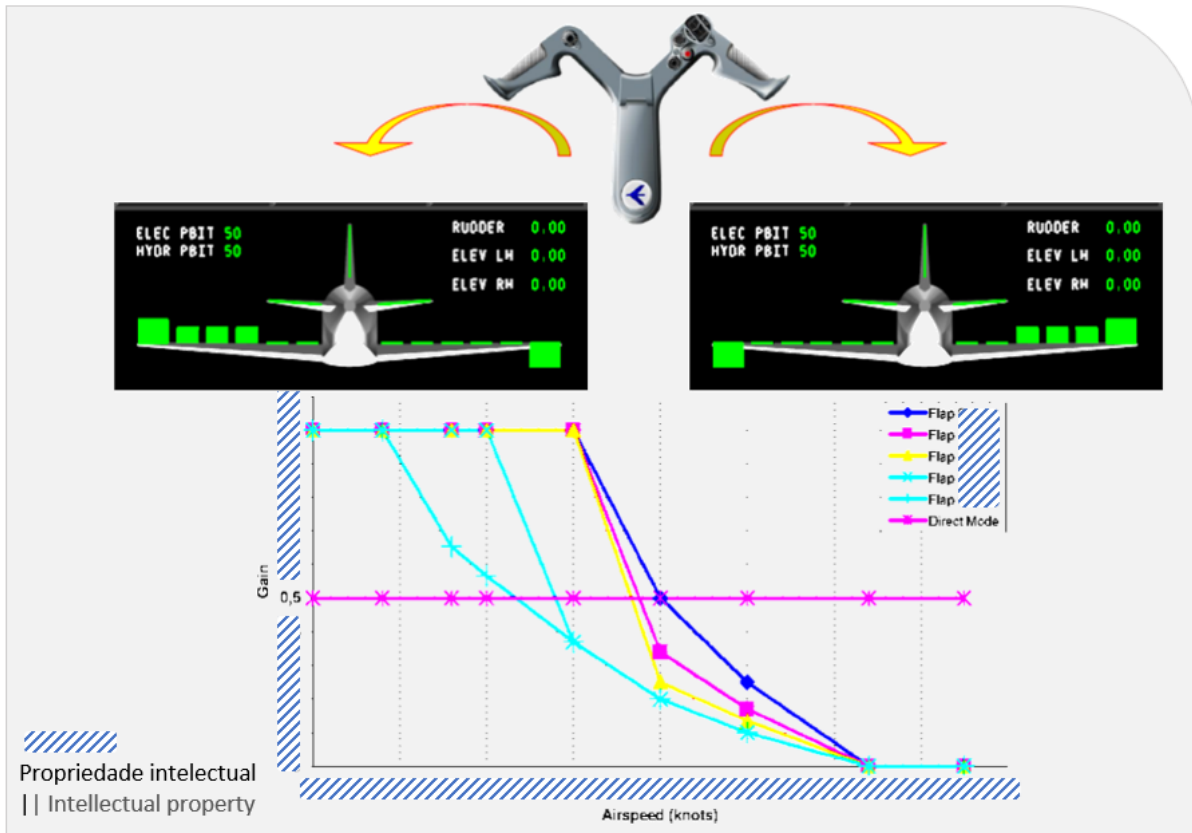 ELEC PBIT 50
HYDR PBIT 50
RUDDER 0.00
ELEV LH 0.00
ELEV RH 0.00
ELEC PBIT 50
HYDR PBIT 50
RUDDER 0.00
ELEV LH 0.00
ELEV RH 0.00
Flap
Flap
Flap
Flap
Flap
Direct Mode
Gain
0,5
Airspeed (knots)
Propriedade intelectual
|| Intellectual property